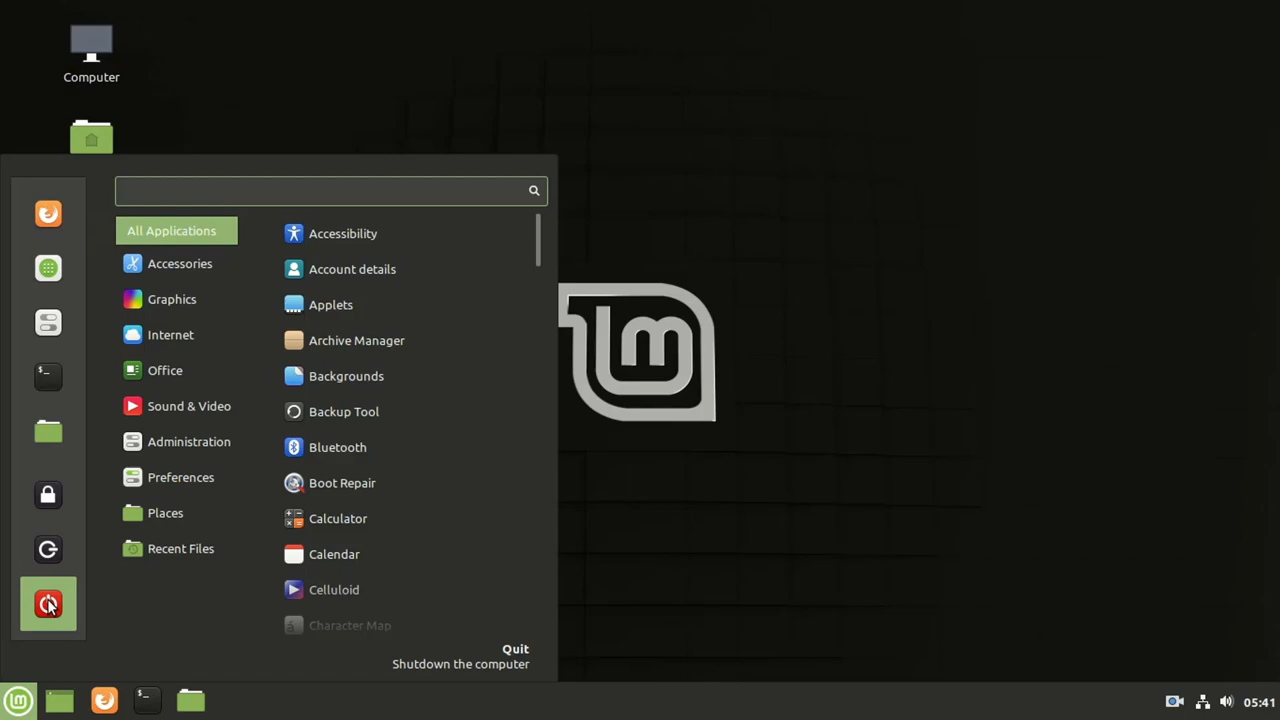 Computer
All Applications
Accessories
Graphics
Internet
Office
Sound & Video
Administration
Preferences
Places
Recent Files
Accessibility
Account details
Applets
Archive Manager
Backgrounds
Backup Tool
Bluetooth
Boot Repair
Calculator
Calendar
Celluloid
Character Map
Quit
Shutdown the computer
lm
05:41